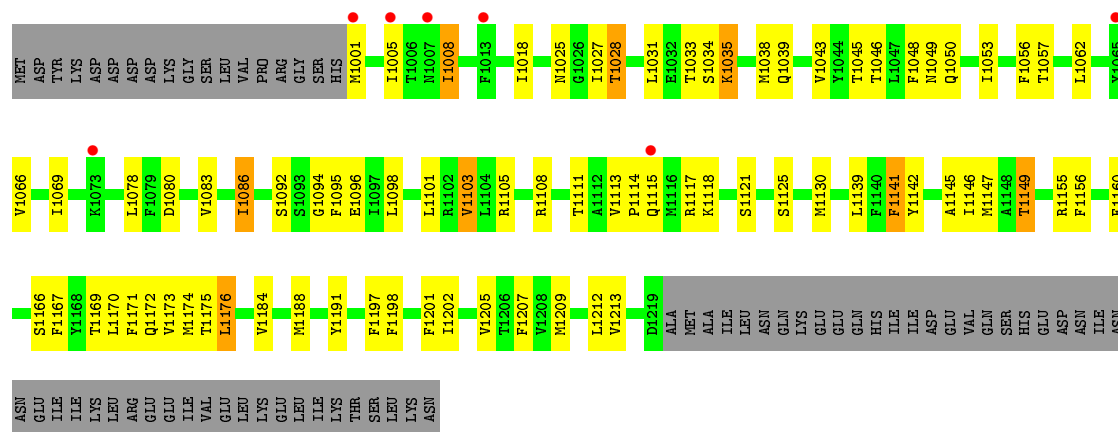 MET ASP TYR LYS ASP ASP ASP ASP LYS GLY SER LEU VAL PRO ARG GLY SER HIS M1001 I1005 T1006 N1007 I1008 F1013 I1018 N1025 G1026 I1027 T1028 L1031 E1032 T1033 S1034 K1035 M1038 Q1039 V1043 Y1044 T1045 T1046 L1047 F1048 N1049 Q1050 I1053 F1056 T1057 L1062 Y1065
V1066 I1069 K1073 L1078 F1079 D1080 V1083 I1086 S1092 S1093 G1094 F1095 E1096 I1097 L1098 L1101 R1102 V1103 L1104 R1105 R1108 T1111 A1112 V1113 P1114 Q1115 M1116 R1117 K1118 S1121 S1125 M1130 L1139 F1140 F1141 Y1142 A1145 I1146 M1147 A1148 T1149 R1155 F1156
S1166 F1167 Y1168 T1169 L1170 F1171 Q1172 V1173 M1174 T1175 L1176 V1184 M1188 Y1191 F1197 F1198 F1201 I1202 V1205 T1206 F1207 V1208 M1209 L1212 V1213 D1219 ALA MET ALA ILE LEU ASN GLN LYS GLU GLU GLN HIS ILE ILE ASP GLU VAL GLN SER HIS GLU ASP ASN ILE ASN
ASN GLU ILE ILE LYS LEU ARG GLU GLU ILE VAL GLU LEU LYS GLU LEU ILE LYS THR SER LEU LYS ASN